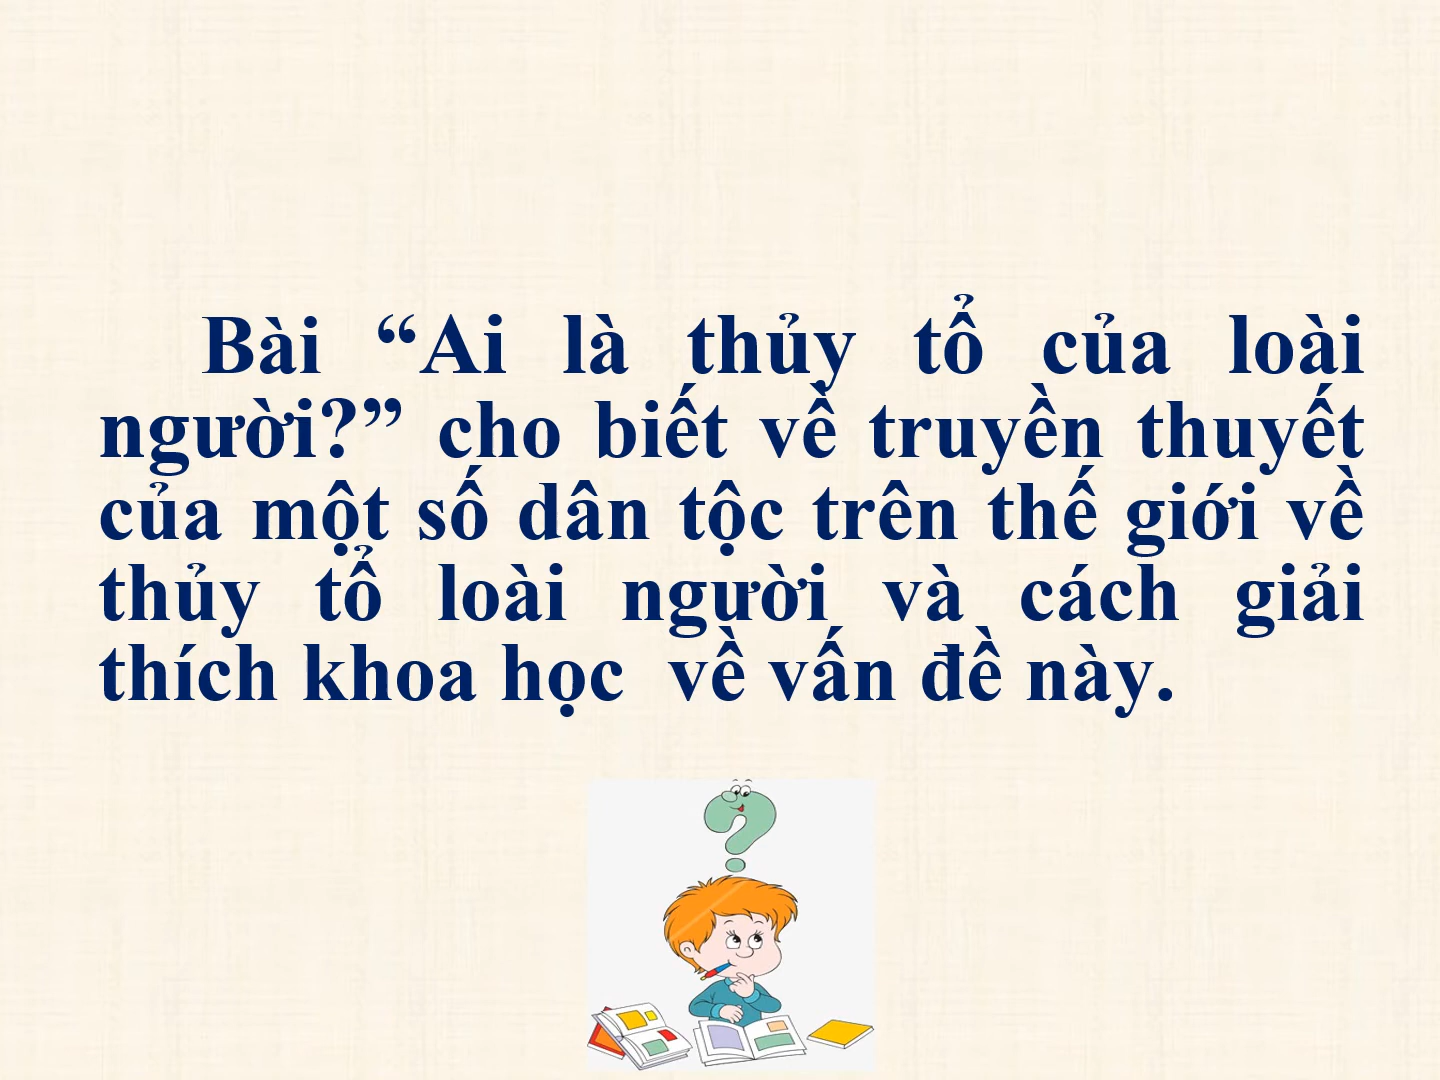 Bài “Ai là thủy tổ của loài
người?” cho biết về truyền thuyết
của một số dân tộc trên thế giới về
thủy tổ loài người và cách giải
thích khoa học  về vấn đề này.